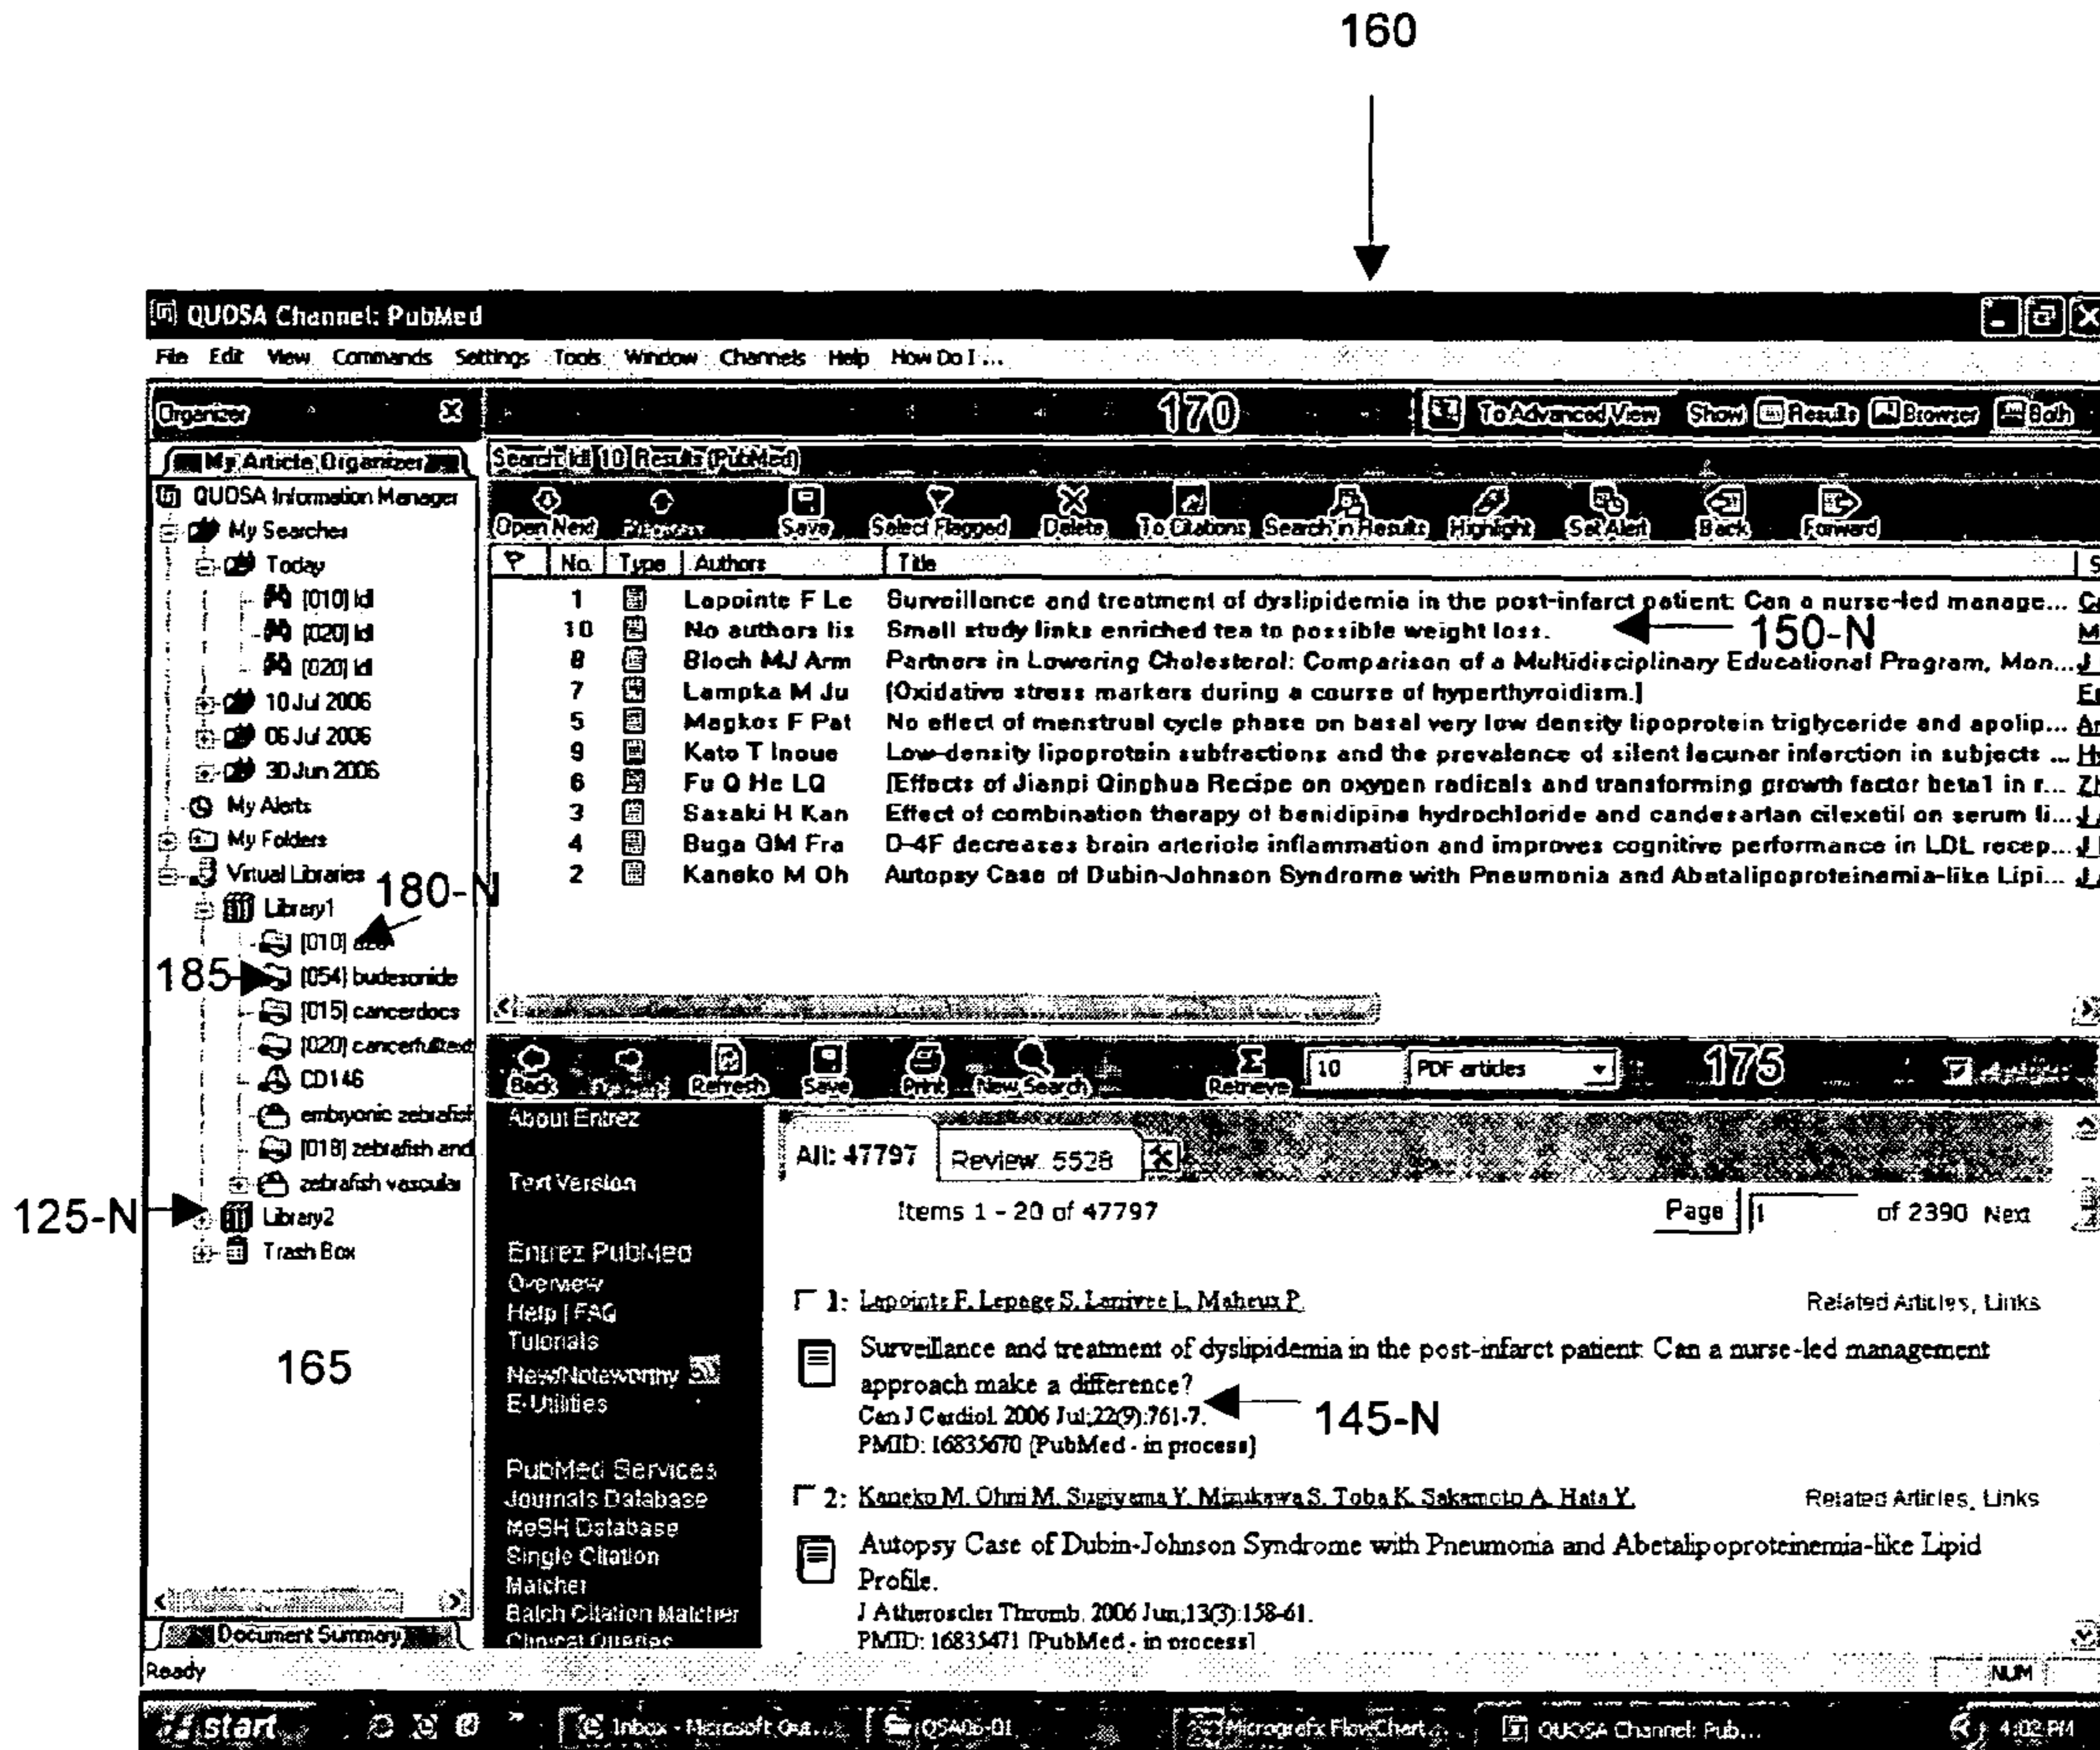 160
QUOSA Channel: PubMed
File Edit View Commands Settings Tools Window Channels Help How Do I ...
Organizer
170
To Advanced View Show Results Browser Both
My Article Organizer
Search: ldl 10 Results (PubMed)
QUOSA Information Manager
Open Next Save Select Flagged Delete To Citations Search in Results Highlight Set Alert Back Forward
My Searches
Today
[010] ldl
[020] ldl
[020] ldl
10 Jul 2006
06 Jul 2006
30 Jun 2006
My Alerts
My Folders
Virtual Libraries
180-N
Library1
[010]
185
[054] budesonide
[015] cancerdocs
[020] cancerfulltext
CD146
embryonic zebrafish
[018] zebrafish and
zebrafish vascular
125-N
Library2
Trash Box
165
Document Summary
No. Type Authors Title S
1 Lapointe F Le Surveillance and treatment of dyslipidemia in the post-infarct patient: Can a nurse-led manage... Ca
10 No authors lis Small study links enriched tea to possible weight loss. M
150-N
8 Bloch MJ Arm Partners in Lowering Cholesterol: Comparison of a Multidisciplinary Educational Program, Mon... J
7 Lampka M Ju [Oxidative stress markers during a course of hyperthyroidism.] En
5 Magkos F Pat No effect of menstrual cycle phase on basal very low density lipoprotein triglyceride and apolip... Am
9 Kato T Inoue Low-density lipoprotein subfractions and the prevalence of silent lacunar infarction in subjects ... Hy
6 Fu Q He LQ [Effects of Jianpi Qinghua Recipe on oxygen radicals and transforming growth factor beta1 in r... Zh
3 Sasaki H Kan Effect of combination therapy of benidipine hydrochloride and candesartan cilexetil on serum li... J A
4 Buga GM Fra D-4F decreases brain arteriole inflammation and improves cognitive performance in LDL recep... J
2 Kaneko M Oh Autopsy Case of Dubin-Johnson Syndrome with Pneumonia and Abetalipoproteinemia-like Lipi... J A
Back Refresh Save Print New Search Retrieve 10 PDF articles 175
About Entrez
Text Version
Entrez PubMed
Overview
Help | FAQ
Tutorials
New/Noteworthy
E-Utilities
PubMed Services
Journals Database
MeSH Database
Single Citation
Matcher
Batch Citation Matcher
Clinical Queries
All: 47797 Review: 5528
Items 1 - 20 of 47797 Page 1 of 2390 Next
1: Lapointe F, Lepage S, Larrivee L, Maheux P. Related Articles, Links
Surveillance and treatment of dyslipidemia in the post-infarct patient: Can a nurse-led management
approach make a difference?
Can J Cardiol. 2006 Jul;22(9):761-7.
145-N
PMID: 16835670 [PubMed - in process]
2: Kaneko M, Ohmi M, Sugiyama Y, Mizukawa S, Toba K, Sakamoto A, Hata Y. Related Articles, Links
Autopsy Case of Dubin-Johnson Syndrome with Pneumonia and Abetalipoproteinemia-like Lipid
Profile.
J Atheroscler Thromb. 2006 Jun;13(3):158-61.
PMID: 16835471 [PubMed - in process]
Ready NUM
start Inbox - Microsoft Out... QSA06-01 Micrografx FlowChart... QUOSA Channel: Pub... 4:02 PM